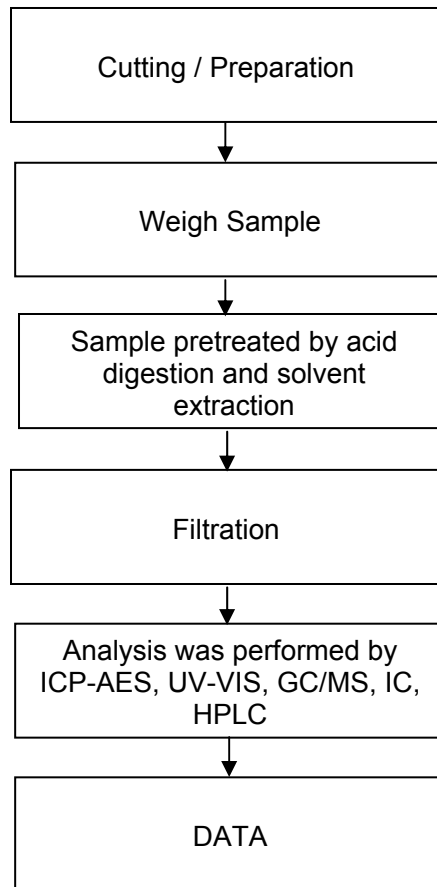 Cutting / Preparation
Weigh Sample
Sample pretreated by acid
digestion and solvent
extraction
Filtration
Analysis was performed by
ICP-AES, UV-VIS, GC/MS, IC,
HPLC
DATA